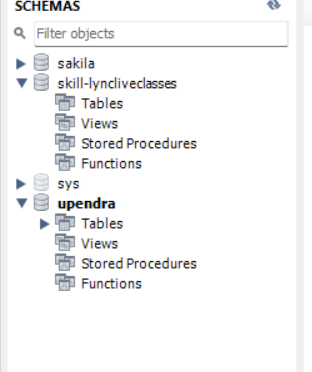 SCHEMAS
Filter objects
sakila
skill-lyncliveclasses
Tables
Views
Stored Procedures
Functions
sys
upendra
Tables
Views
Stored Procedures
Functions